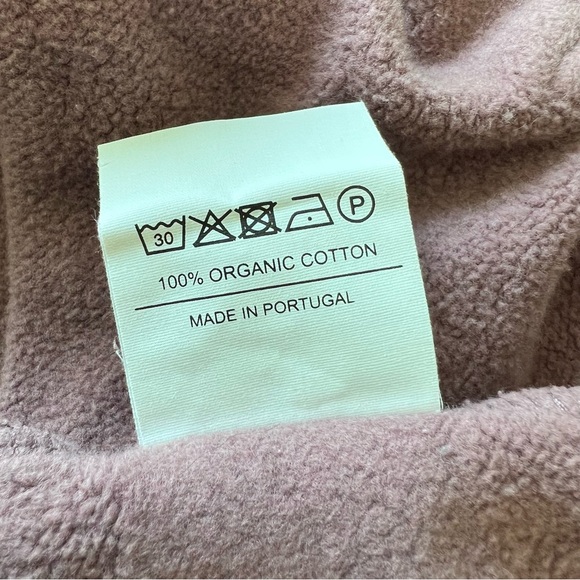 30 P
100% ORGANIC COTTON
MADE IN PORTUGAL